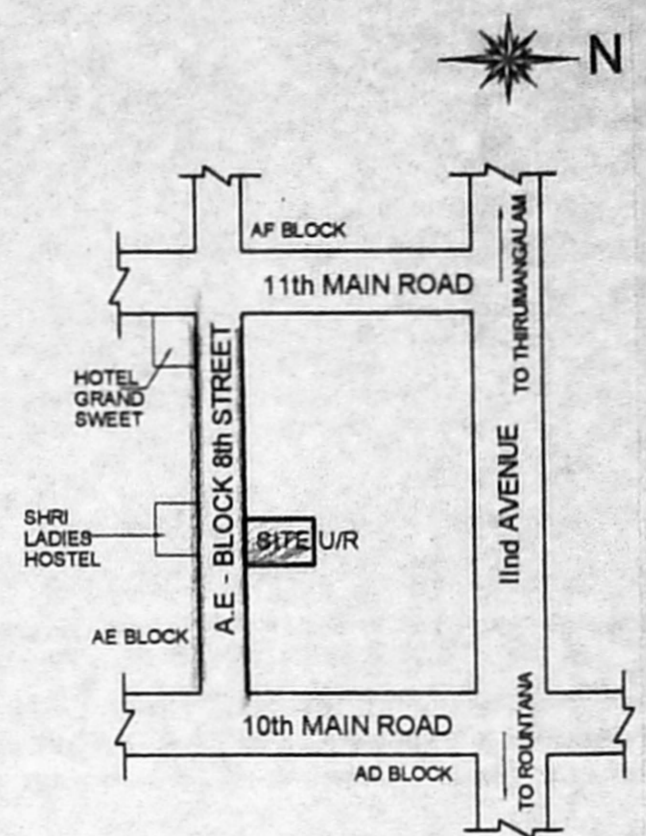 N
AF BLOCK
11th MAIN ROAD
TO THIRUMANGALAM
HOTEL
GRAND
SWEET
A.E - BLOCK 8th STREET
IInd AVENUE
SHRI
LADIES
HOSTEL
SITE U/R
AE BLOCK
10th MAIN ROAD
TO ROUNTANA
AD BLOCK